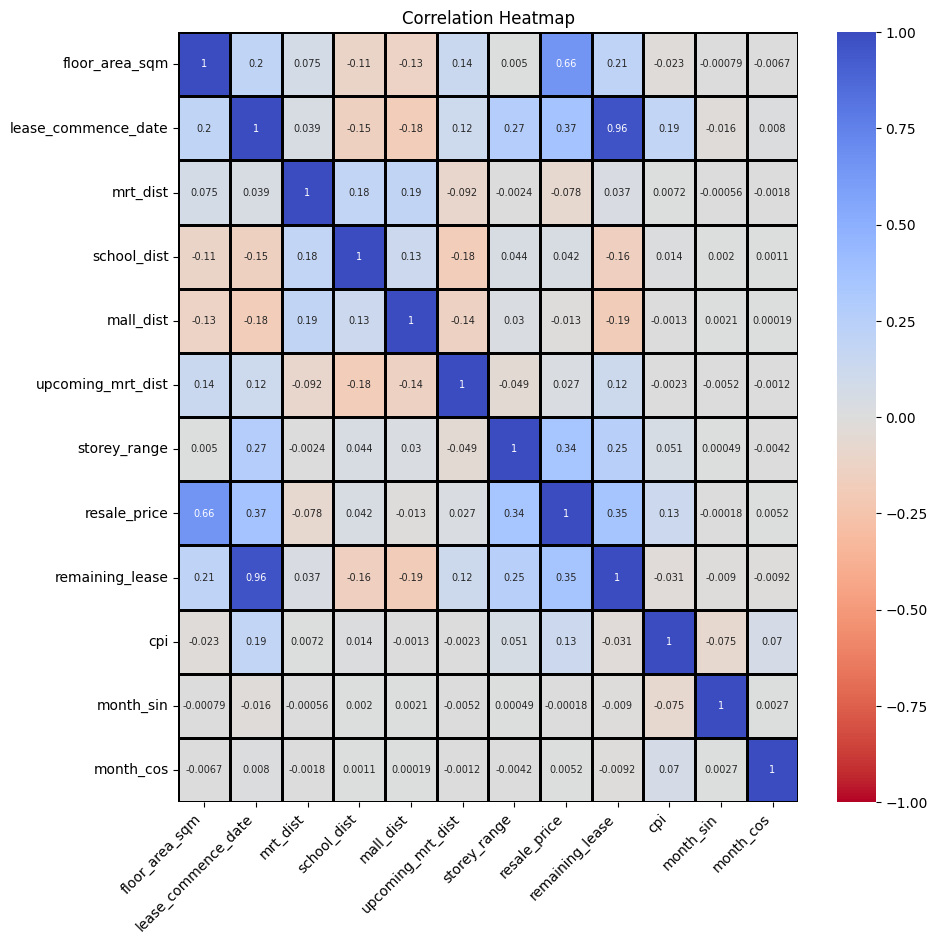 Correlation Heatmap
floor_area_sqm 1 0.2 0.075 -0.11 -0.13 0.14 0.005 0.66 0.21 -0.023 -0.00079 -0.0067
lease_commence_date 0.2 1 0.039 -0.15 -0.18 0.12 0.27 0.37 0.96 0.19 -0.016 0.008
mrt_dist 0.075 0.039 1 0.18 0.19 -0.092 -0.0024 -0.078 0.037 0.0072 -0.00056 -0.0018
school_dist -0.11 -0.15 0.18 1 0.13 -0.18 0.044 0.042 -0.16 0.014 0.002 0.0011
mall_dist -0.13 -0.18 0.19 0.13 1 -0.14 0.03 -0.013 -0.19 -0.0013 0.0021 0.00019
upcoming_mrt_dist 0.14 0.12 -0.092 -0.18 -0.14 1 -0.049 0.027 0.12 -0.0023 -0.0052 -0.0012
storey_range 0.005 0.27 -0.0024 0.044 0.03 -0.049 1 0.34 0.25 0.051 0.00049 -0.0042
resale_price 0.66 0.37 -0.078 0.042 -0.013 0.027 0.34 1 0.35 0.13 -0.00018 0.0052
remaining_lease 0.21 0.96 0.037 -0.16 -0.19 0.12 0.25 0.35 1 -0.031 -0.009 -0.0092
cpi -0.023 0.19 0.0072 0.014 -0.0013 -0.0023 0.051 0.13 -0.031 1 -0.075 0.07
month_sin -0.00079 -0.016 -0.00056 0.002 0.0021 -0.0052 0.00049 -0.00018 -0.009 -0.075 1 0.0027
month_cos -0.0067 0.008 -0.0018 0.0011 0.00019 -0.0012 -0.0042 0.0052 -0.0092 0.07 0.0027 1
floor_area_sqm lease_commence_date mrt_dist school_dist mall_dist upcoming_mrt_dist storey_range resale_price remaining_lease cpi month_sin month_cos
1.00
0.75
0.50
0.25
0.00
-0.25
-0.50
-0.75
-1.00